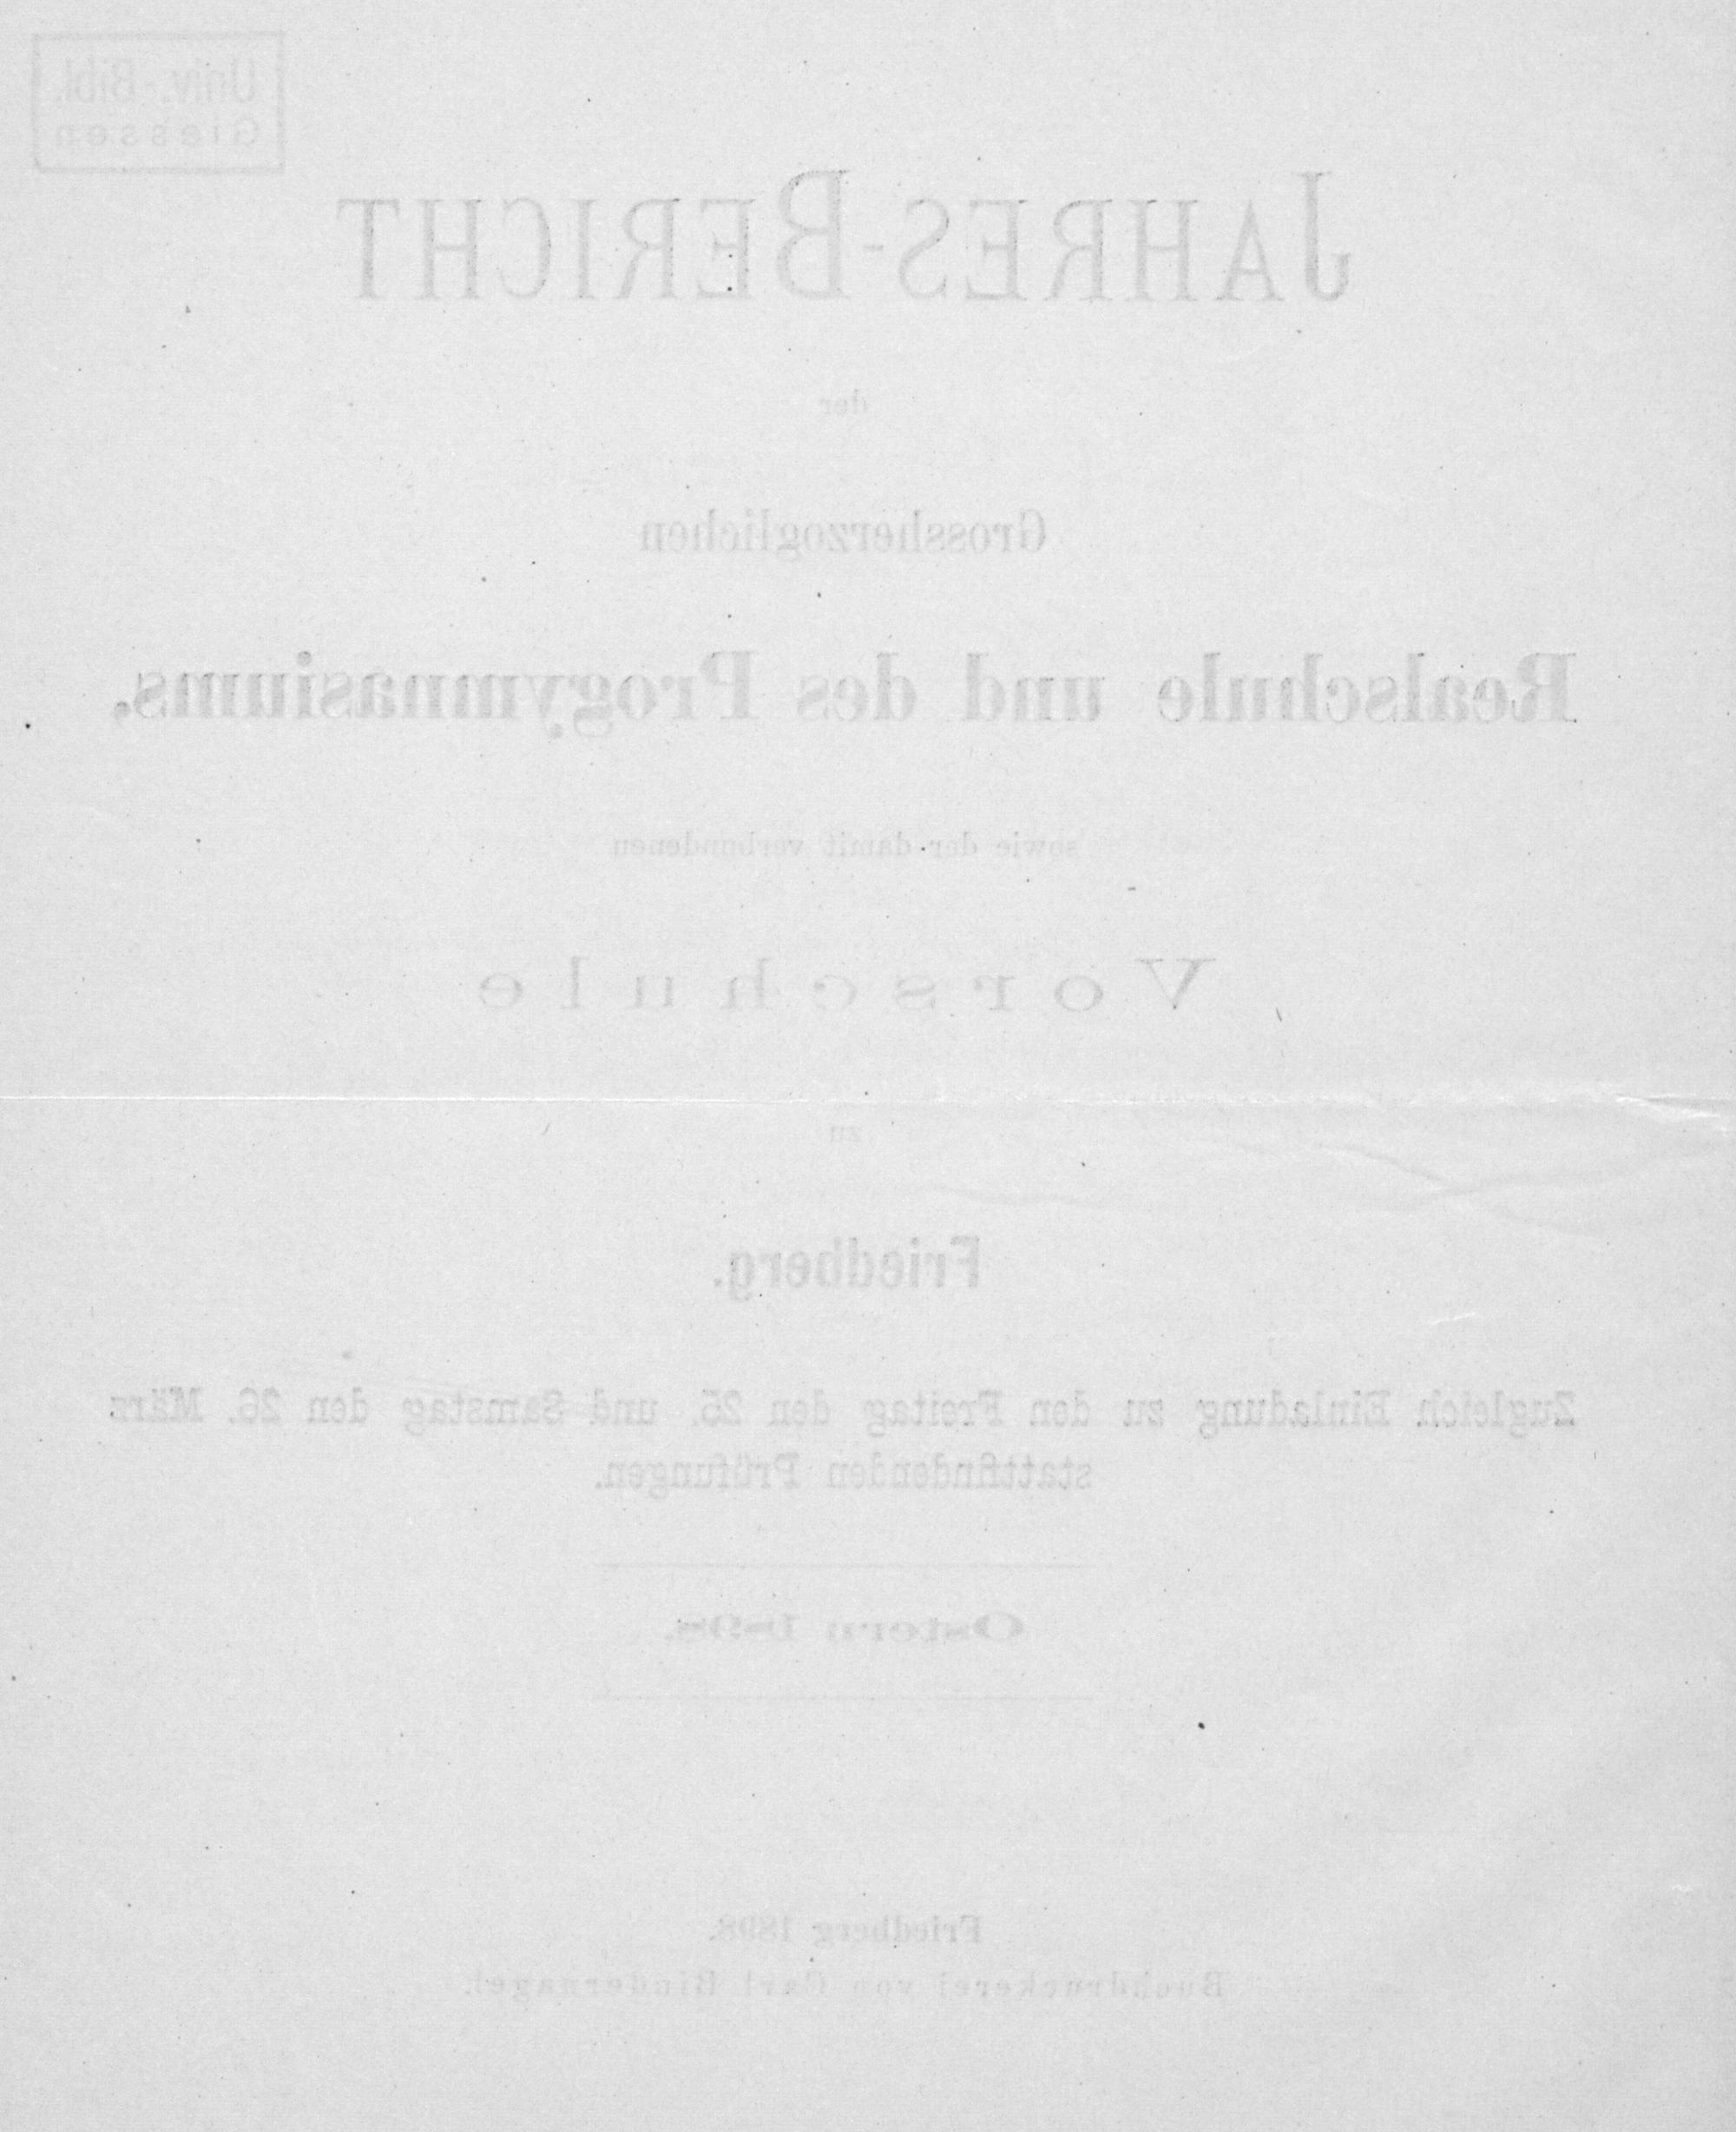 Univ.-Bibl.
Giessen
JAHRES-BERICHT
der
Grossherzoglichen
Realschule und des Progymnasiums,
sowie der damit verbundenen
Vorschule
zu
Friedberg.
Zugleich Einladung zu den Freitag den 25. und Samstag den 26. März
stattfindenden Prüfungen.
Ostern 1898.
Friedberg 1898.
Buchdruckerei von Carl Bindernagel.